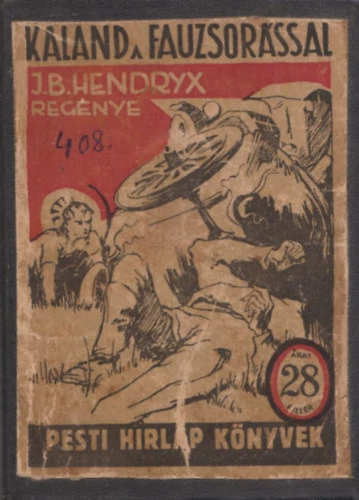 KALAND A FAUZSORÁSSAL
J.B. HENDRYX
REGÉNYE
408.
ÁRA:
28
FILLÉR
PESTI HIRLAP KÖNYVEK